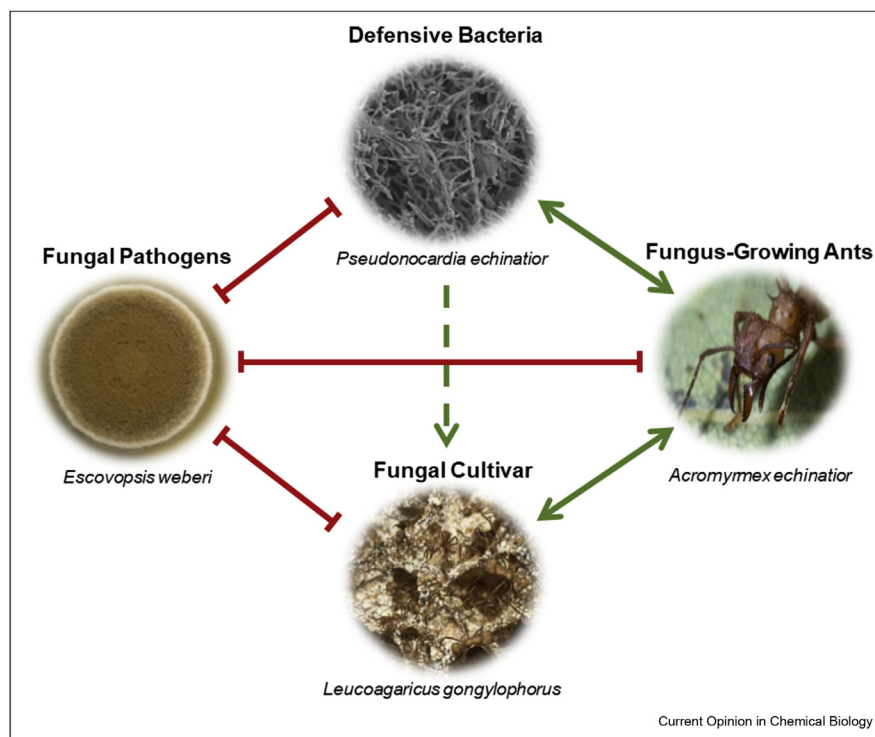 Defensive Bacteria
Pseudonocardia echinatior
Fungal Pathogens
Fungus-Growing Ants
Escovopsis weberi
Acromyrmex echinatior
Fungal Cultivar
Leucoagaricus gongylophorus
Current Opinion in Chemical Biology